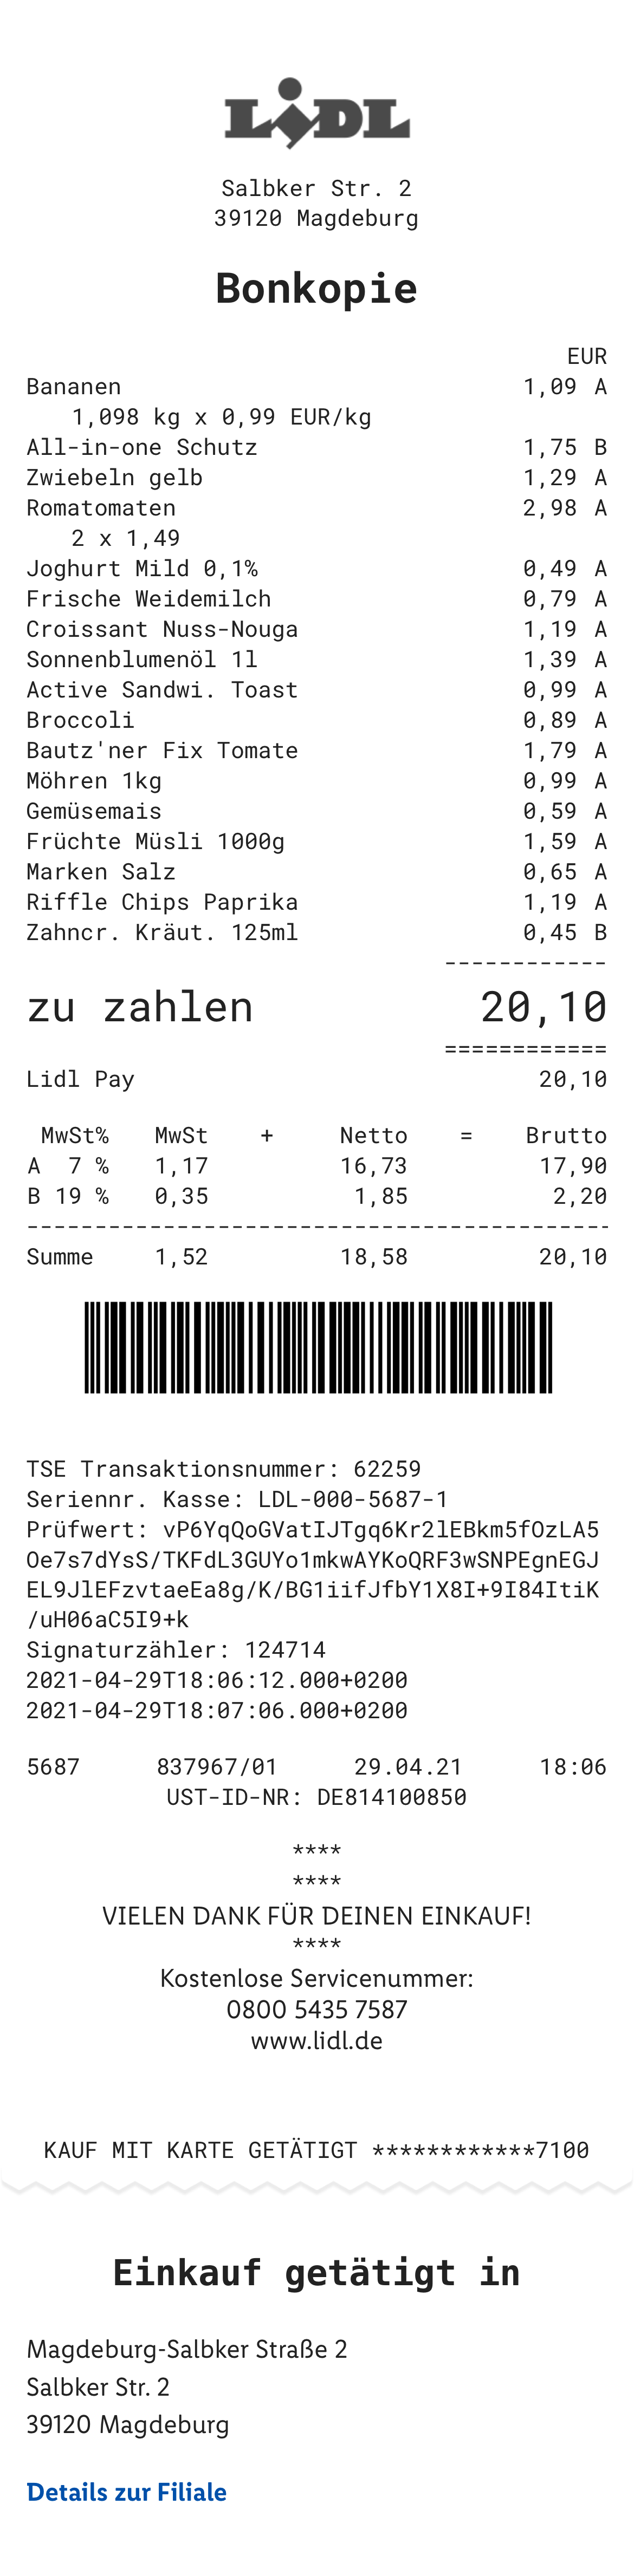 LIDL
Salbker Str. 2
39120 Magdeburg
Bonkopie
EUR
Bananen 1,09 A
1,098 kg x 0,99 EUR/kg
All-in-one Schutz 1,75 B
Zwiebeln gelb 1,29 A
Romatomaten 2,98 A
2 x 1,49
Joghurt Mild 0,1% 0,49 A
Frische Weidemilch 0,79 A
Croissant Nuss-Nouga 1,19 A
Sonnenblumenöl 1l 1,39 A
Active Sandwi. Toast 0,99 A
Broccoli 0,89 A
Bautz'ner Fix Tomate 1,79 A
Möhren 1kg 0,99 A
Gemüsemais 0,59 A
Früchte Müsli 1000g 1,59 A
Marken Salz 0,65 A
Riffle Chips Paprika 1,19 A
Zahncr. Kräut. 125ml 0,45 B
------------
zu zahlen 20,10
============
Lidl Pay 20,10
MwSt% MwSt + Netto = Brutto
A 7 % 1,17 16,73 17,90
B 19 % 0,35 1,85 2,20
-------------------------------------------
Summe 1,52 18,58 20,10
TSE Transaktionsnummer: 62259
Seriennr. Kasse: LDL-000-5687-1
Prüfwert: vP6YqQoGVatIJTgq6Kr2lEBkm5fOzLA5
Oe7s7dYsS/TKFdL3GUYo1mkwAYKoQRF3wSNPEgnEGJ
EL9JlEFzvtaeEa8g/K/BG1iifJfbY1X8I+9I84ItiK
/uH06aC5I9+k
Signaturzähler: 124714
2021-04-29T18:06:12.000+0200
2021-04-29T18:07:06.000+0200
5687 837967/01 29.04.21 18:06
UST-ID-NR: DE814100850
****
****
VIELEN DANK FÜR DEINEN EINKAUF!
****
Kostenlose Servicenummer:
0800 5435 7587
www.lidl.de
KAUF MIT KARTE GETÄTIGT ************7100
Einkauf getätigt in
Magdeburg-Salbker Straße 2
Salbker Str. 2
39120 Magdeburg
Details zur Filiale